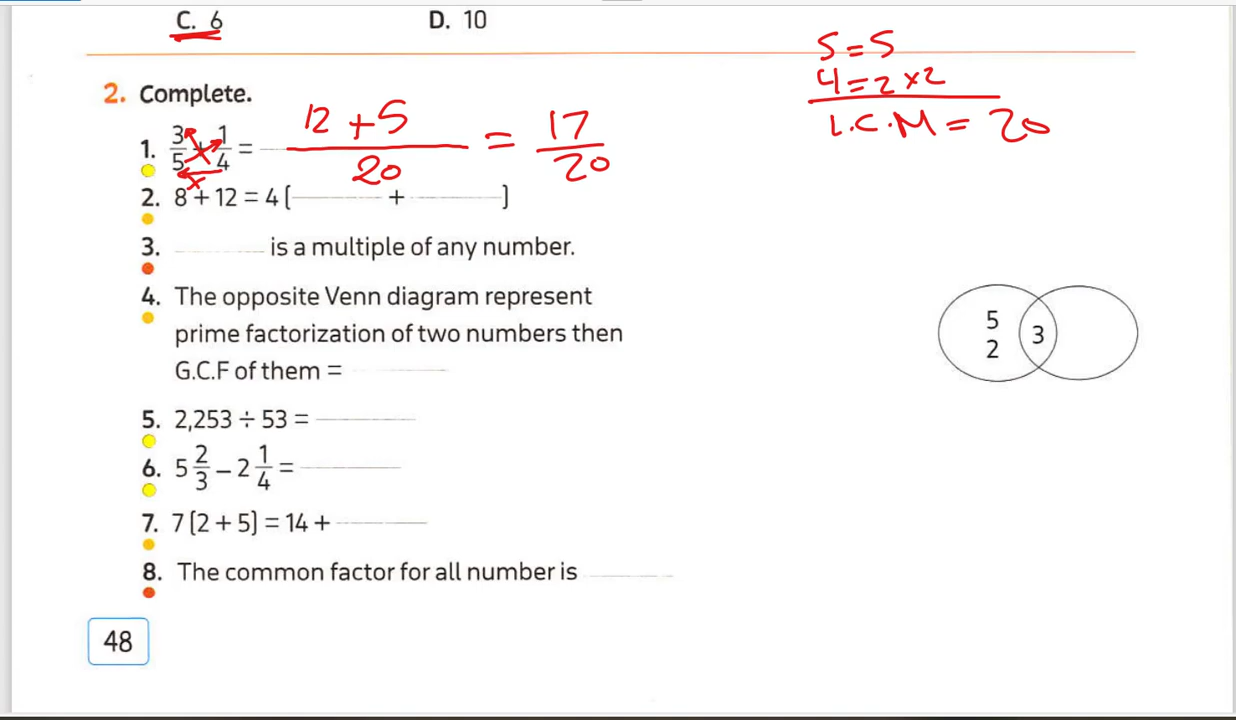 C. 6 D. 10
5 = 5
4 = 2 × 2
L.C.M = 20
2. Complete.
1. 3/5 + 1/4 = 12 + 5 / 20 = 17/20
×
2. 8 + 12 = 4 ( + )
3. is a multiple of any number.
4. The opposite Venn diagram represent
prime factorization of two numbers then
G.C.F of them =
5 2 3
5. 2,253 ÷ 53 =
6. 5 2/3 – 2 1/4 =
7. 7 (2 + 5) = 14 +
8. The common factor for all number is
48